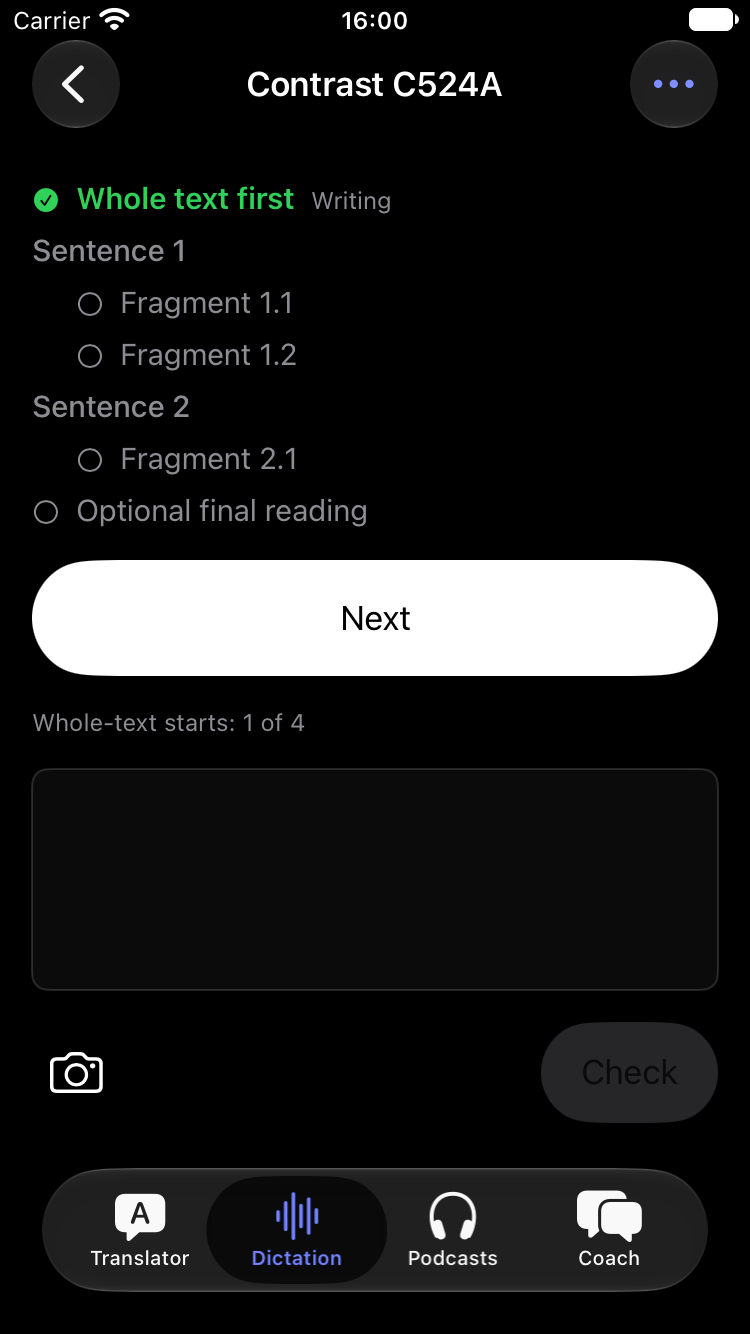 Carrier 16:00
Contrast C524A
Whole text first Writing
Sentence 1
Fragment 1.1
Fragment 1.2
Sentence 2
Fragment 2.1
Optional final reading
Next
Whole-text starts: 1 of 4
Check
A
Translator Dictation Podcasts Coach